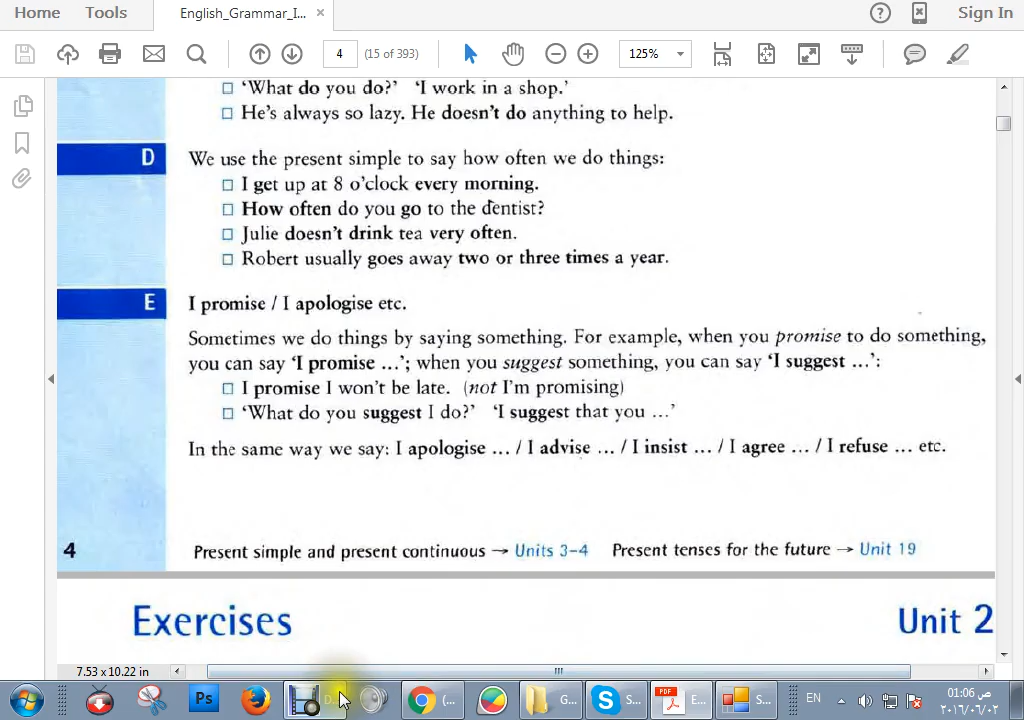 Home Tools English_Grammar_I... × Sign In
4 (15 of 393) 125%
☐ ‘What do you do?’ ‘I work in a shop.’
☐ He’s always so lazy. He doesn’t do anything to help.
D We use the present simple to say how often we do things:
☐ I get up at 8 o’clock every morning.
☐ How often do you go to the dentist?
☐ Julie doesn’t drink tea very often.
☐ Robert usually goes away two or three times a year.
E I promise / I apologise etc.
Sometimes we do things by saying something. For example, when you promise to do something,
you can say ‘I promise ...’; when you suggest something, you can say ‘I suggest ...’:
☐ I promise I won’t be late. (not I’m promising)
☐ ‘What do you suggest I do?’ ‘I suggest that you ...’
In the same way we say: I apologise ... / I advise ... / I insist ... / I agree ... / I refuse ... etc.
4 Present simple and present continuous → Units 3–4 Present tenses for the future → Unit 19
Exercises Unit 2
7.53 x 10.22 in
Ps D... (... G... S... PDF E... S... EN 01:06 ص
٢٠١٦/٠٦/٠٢